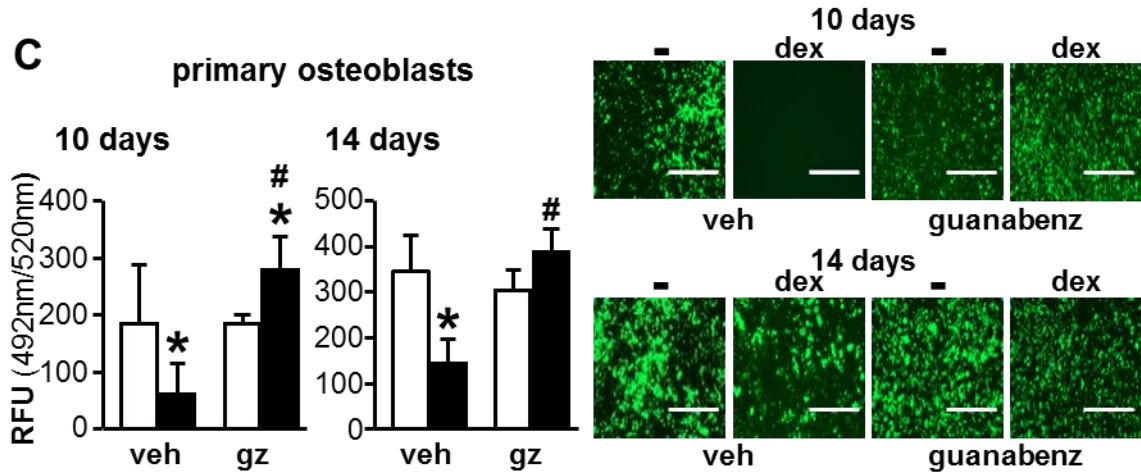 C
primary osteoblasts
10 days
14 days
RFU (492nm/520nm)
400
300
200
100
0
*
#
*
veh
gz
500
400
300
200
100
0
*
#
veh
gz
10 days
- dex - dex
veh guanabenz
14 days
- dex - dex
veh guanabenz